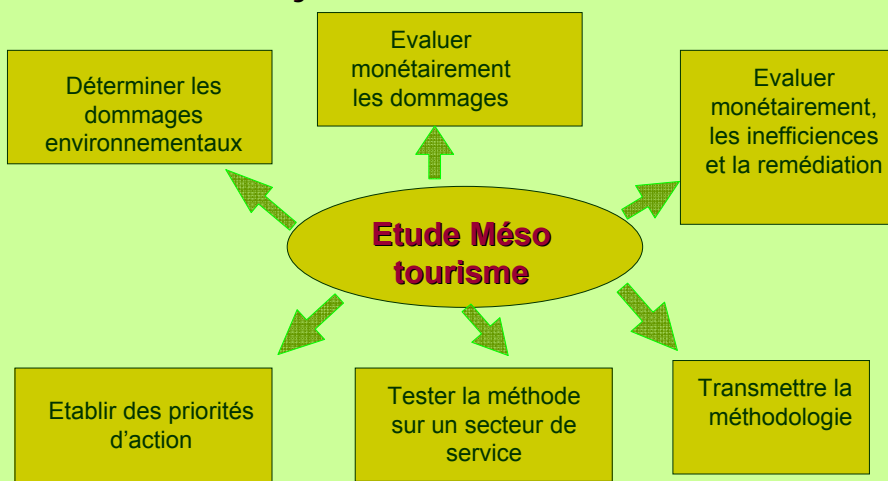 Evaluer
monétairement
les dommages
Déterminer les
dommages
environnementaux
Evaluer
monétairement,
les inefficiences
et la remédiation
Etude Méso
tourisme
Etablir des priorités
d'action
Tester la méthode
sur un secteur de
service
Transmettre la
méthodologie